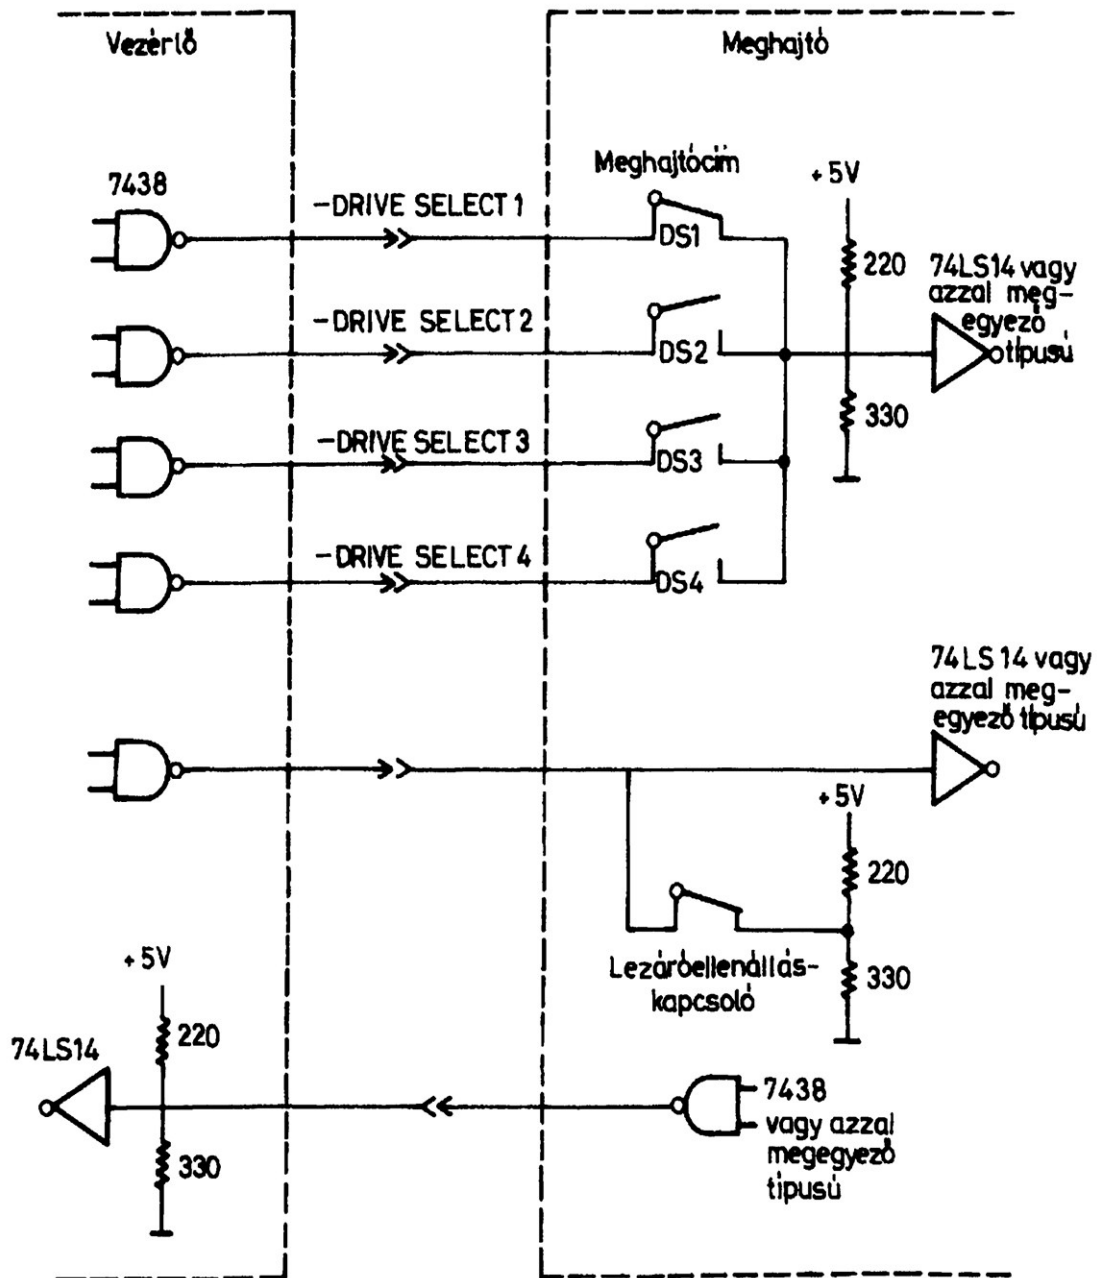 Vezérlő
Meghajtó
7438
-DRIVE SELECT 1
Meghajtócím
DS1
+5V
220
74LS14 vagy
azzal meg-
egyező
típusú
-DRIVE SELECT 2
DS2
330
-DRIVE SELECT 3
DS3
-DRIVE SELECT 4
DS4
74LS14 vagy
azzal meg-
egyező típusú
+5V
220
Lezáróellenállás-
kapcsoló
330
+5V
220
74LS14
330
7438
vagy azzal
megegyező
típusú